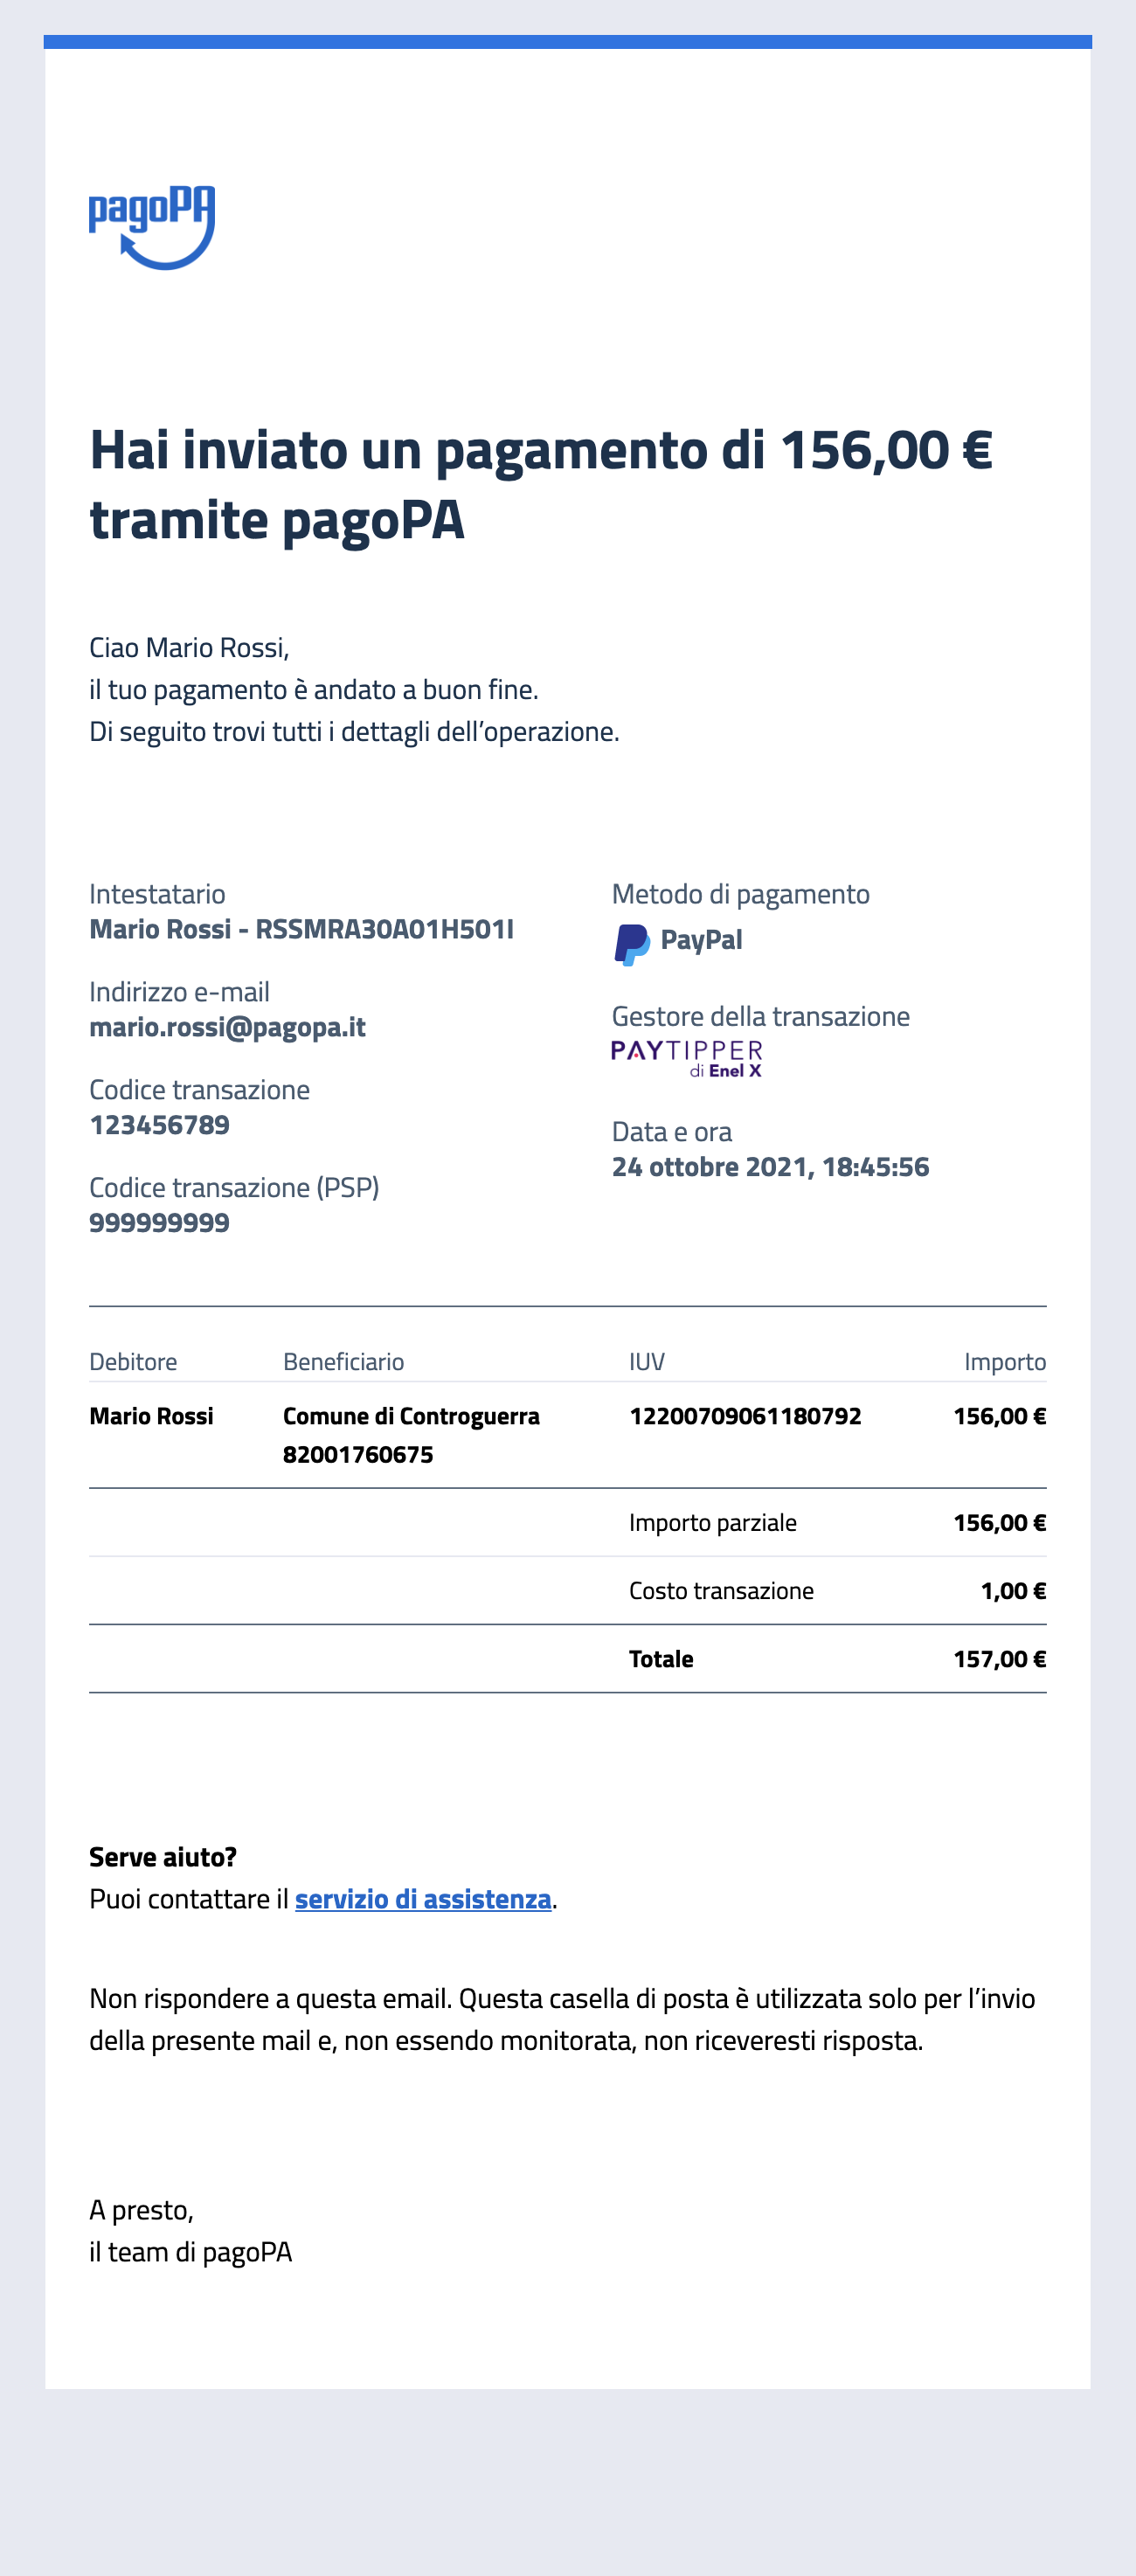 pagoPA
Hai inviato un pagamento di 156,00 €
tramite pagoPA
Ciao Mario Rossi,
il tuo pagamento è andato a buon fine.
Di seguito trovi tutti i dettagli dell’operazione.
Intestatario
Mario Rossi - RSSMRA30A01H501I
Indirizzo e-mail
mario.rossi@pagopa.it
Codice transazione
123456789
Codice transazione (PSP)
999999999
Metodo di pagamento
PayPal
Gestore della transazione
PAYTIPPER
di Enel X
Data e ora
24 ottobre 2021, 18:45:56
Debitore Beneficiario IUV Importo
Mario Rossi Comune di Controguerra 12200709061180792 156,00 €
82001760675
Importo parziale 156,00 €
Costo transazione 1,00 €
Totale 157,00 €
Serve aiuto?
Puoi contattare il servizio di assistenza.
Non rispondere a questa email. Questa casella di posta è utilizzata solo per l’invio
della presente mail e, non essendo monitorata, non riceveresti risposta.
A presto,
il team di pagoPA